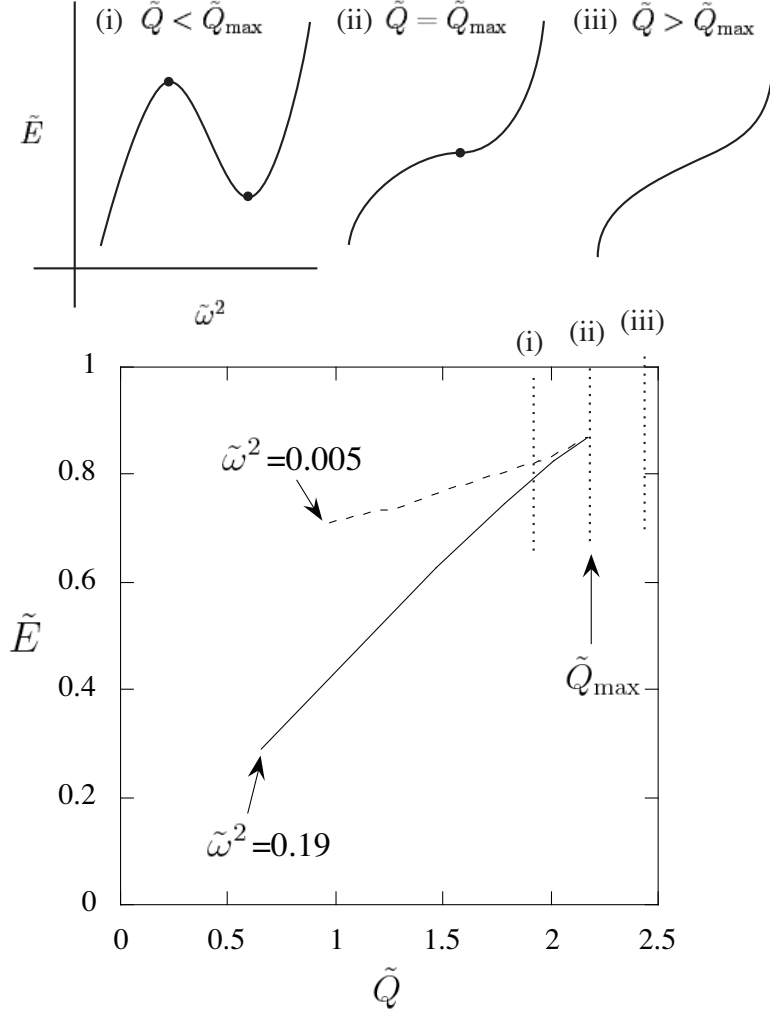 (i) Q̃ < Q̃max (ii) Q̃ = Q̃max (iii) Q̃ > Q̃max
Ẽ
ω̃²
(i) (ii) (iii)
1
0.8
0.6
0.4
0.2
0
ω̃²=0.005
Ẽ
Q̃max
ω̃²=0.19
0 0.5 1 1.5 2 2.5
Q̃